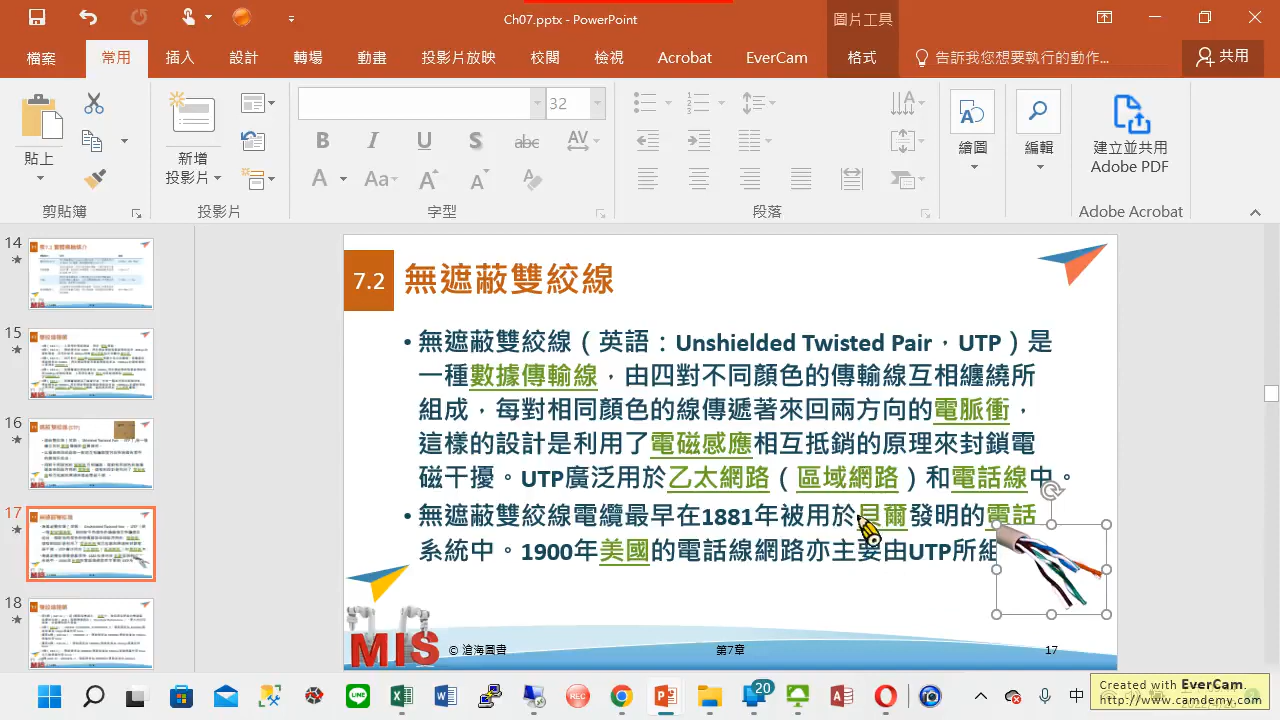 Ch07.pptx - PowerPoint
圖片工具
檔案
常用
插入
設計
轉場
動畫
投影片放映
校閱
檢視
Acrobat
EverCam
格式
告訴我您想要執行的動作...
共用
貼上
新增
投影片
32
B I U S abc AV
A Aa A A
繪圖
編輯
建立並共用
Adobe PDF
剪貼簿
投影片
字型
段落
Adobe Acrobat
14
15
16
17
18
7.2
無遮蔽雙絞線
•無遮蔽雙絞線（英語：Unshielded Twisted Pair，UTP）是
一種數據傳輸線，由四對不同顏色的傳輸線互相纏繞所
組成，每對相同顏色的線傳遞著來回兩方向的電脈衝，
這樣的設計是利用了電磁感應相互抵銷的原理來封鎖電
磁干擾。UTP廣泛用於乙太網路（區域網路）和電話線中。
•無遮蔽雙絞線電纜最早在1881年被用於貝爾發明的電話
系統中。1900年美國的電話線網路亦主要由UTP所組
MIS
©
第7章
17
20
中
Created with EverCam.
http://www.camdemy.com